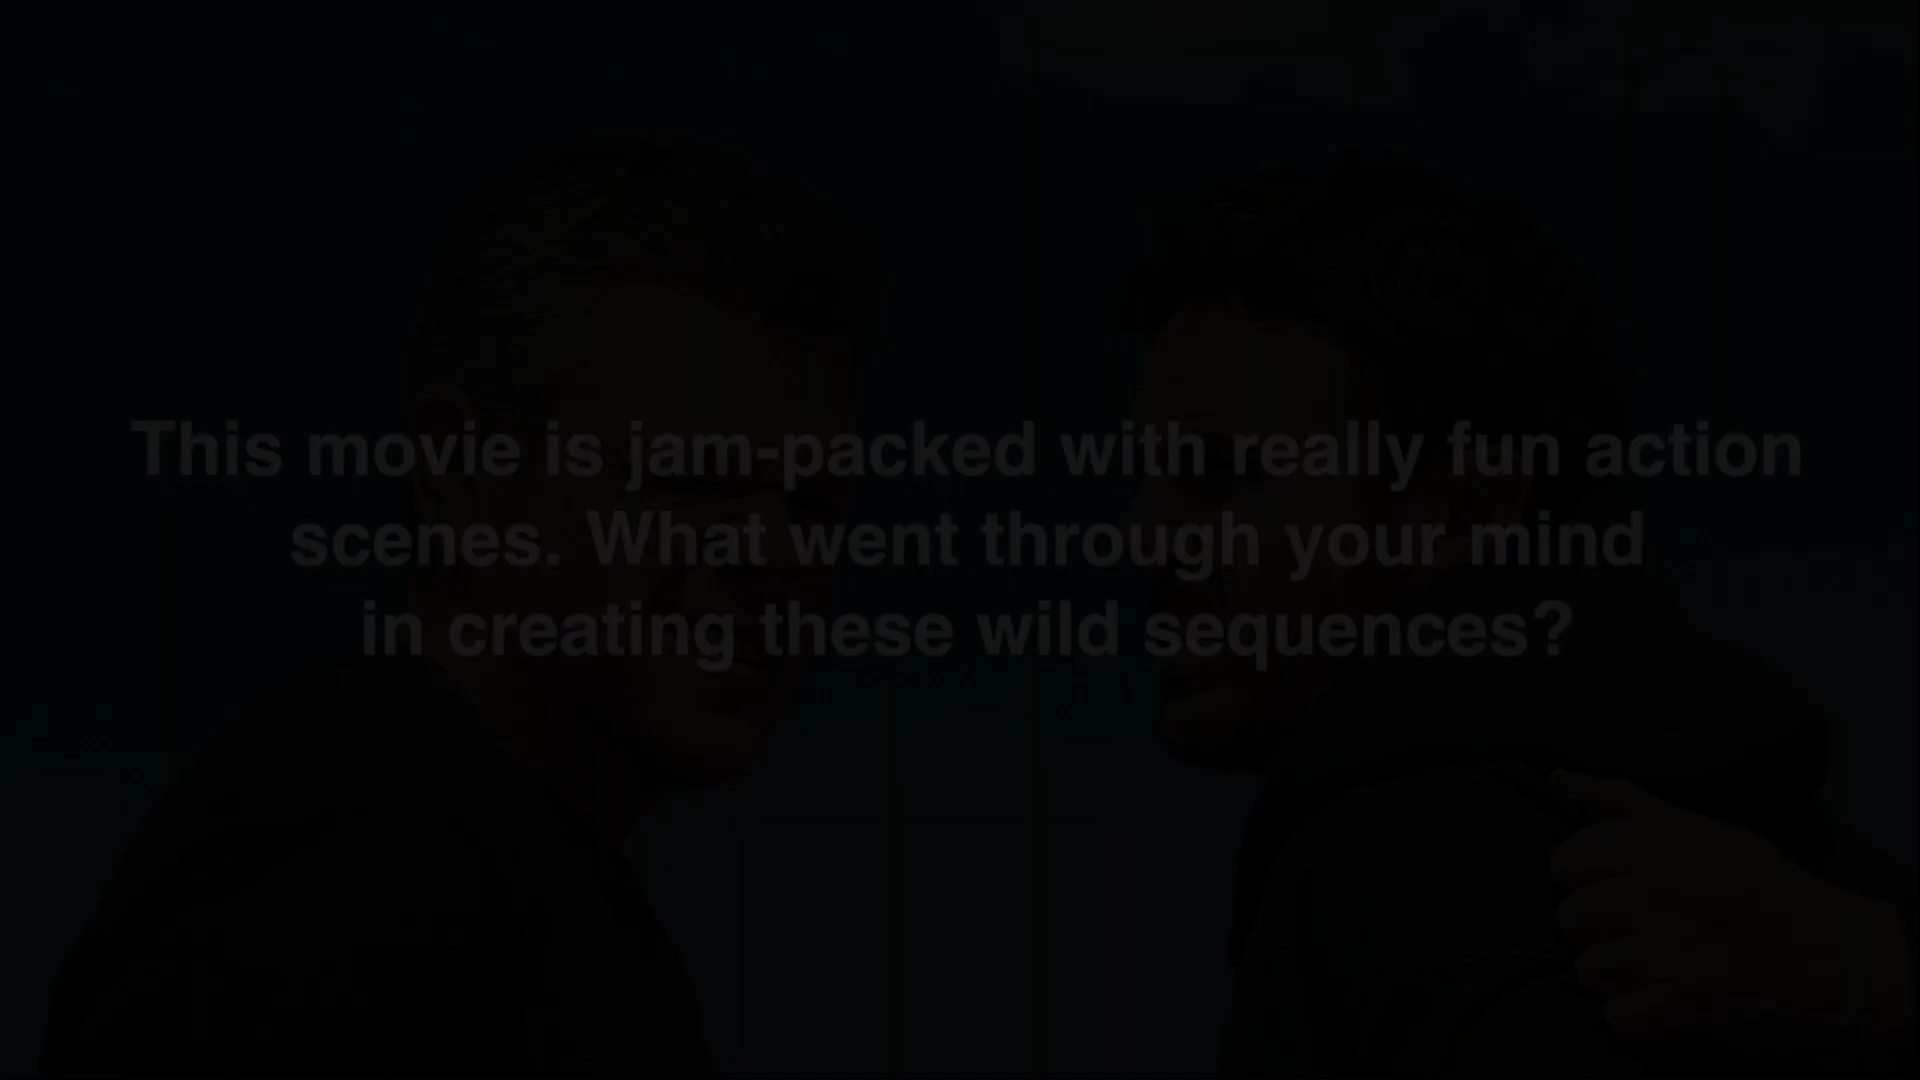 This movie is jam-packed with really fun action
scenes. What went through your mind
in creating these wild sequences?